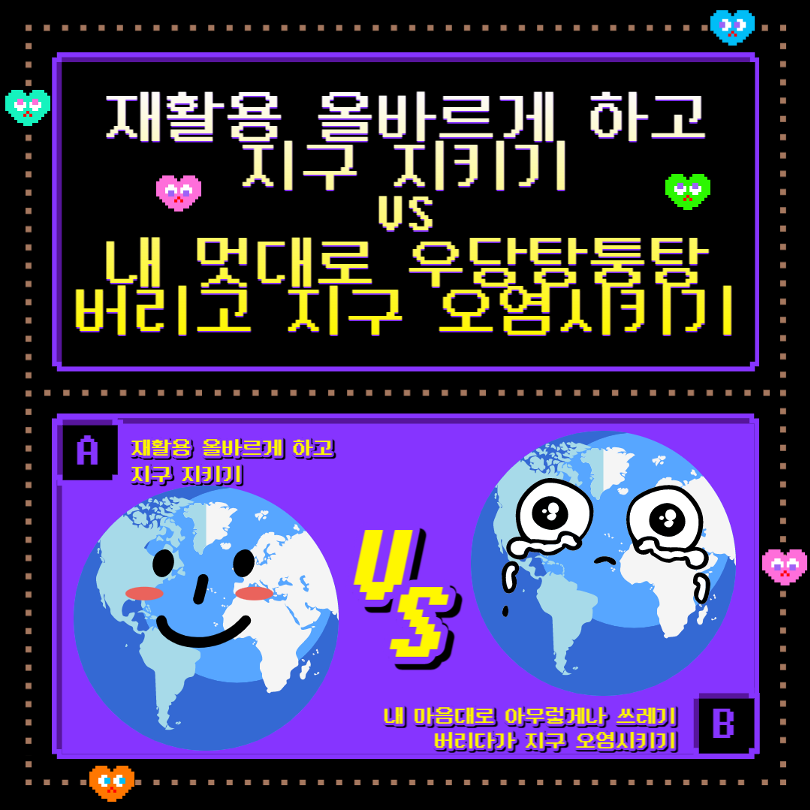 재활용 올바르게 하고
지구 지키기
VS
내 멋대로 우당탕퉁탕
버리고 지구 오염시키기
A
재활용 올바르게 하고
지구 지키기
VS
내 마음대로 아무렇게나 쓰레기
버리다가 지구 오염시키기
B